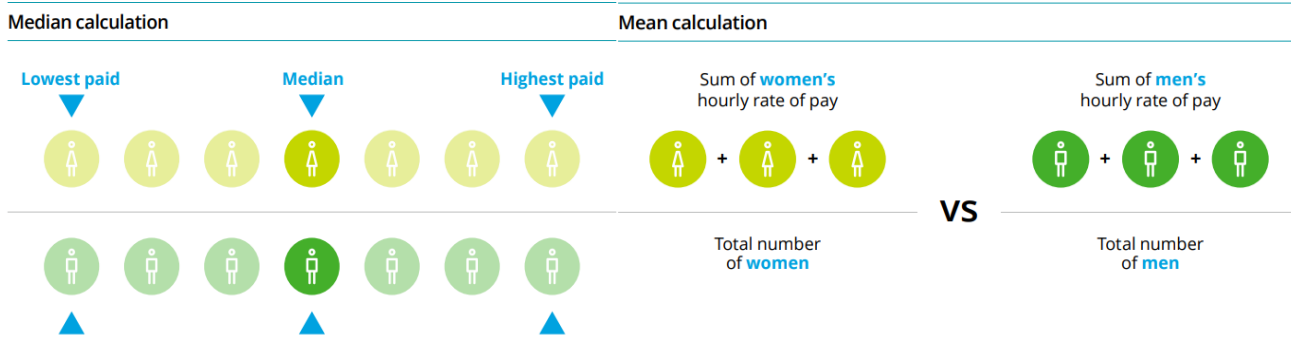 Median calculation
Lowest paid
Median
Highest paid
Mean calculation
Sum of women's
hourly rate of pay
+ +
Total number
of women
VS
Sum of men's
hourly rate of pay
+ +
Total number
of men